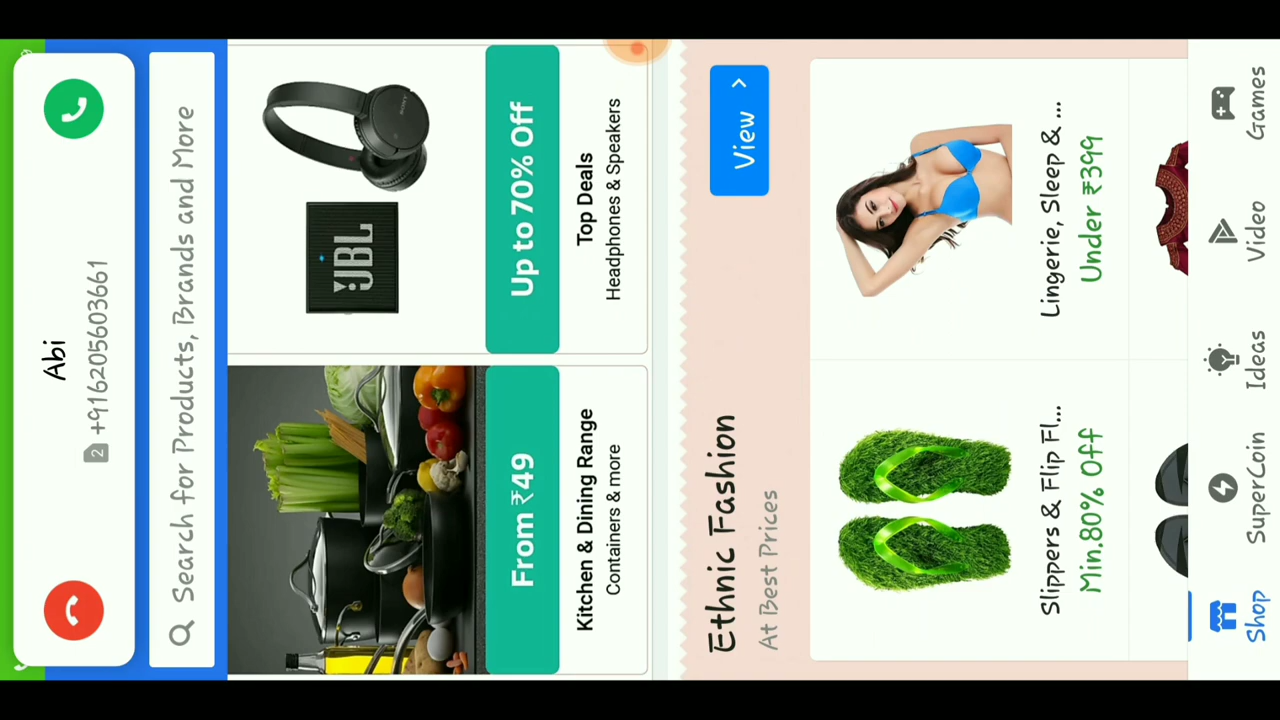 Abi
2 +916205603661
Search for Products, Brands and More
From ₹49
Kitchen & Dining Range
Containers & more
SONY
JBL
Up to 70% Off
Top Deals
Headphones & Speakers
Ethnic Fashion
At Best Prices
View >
Slippers & Flip Fl...
Min.80% Off
Lingerie, Sleep & ...
Under ₹399
Shop
SuperCoin
Ideas
Video
Games